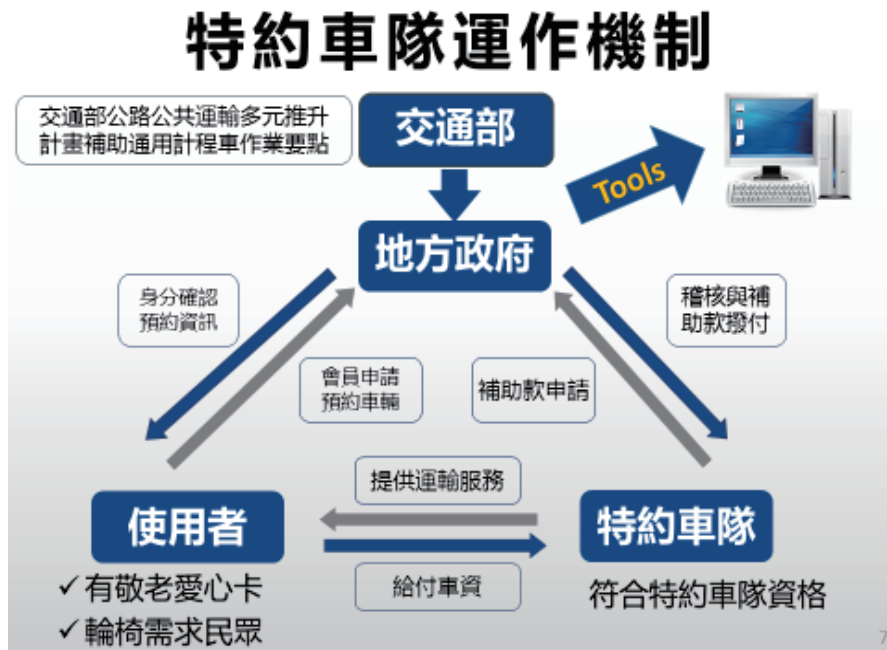 特約車隊運作機制
交通部公路公共運輸多元推升
計畫補助通用計程車作業要點
交通部
Tools
地方政府
身分確認
預約資訊
稽核與補
助款撥付
會員申請
預約車輛
補助款申請
提供運輸服務
使用者
特約車隊
給付車資
✓有敬老愛心卡
✓輪椅需求民眾
符合特約車隊資格
7